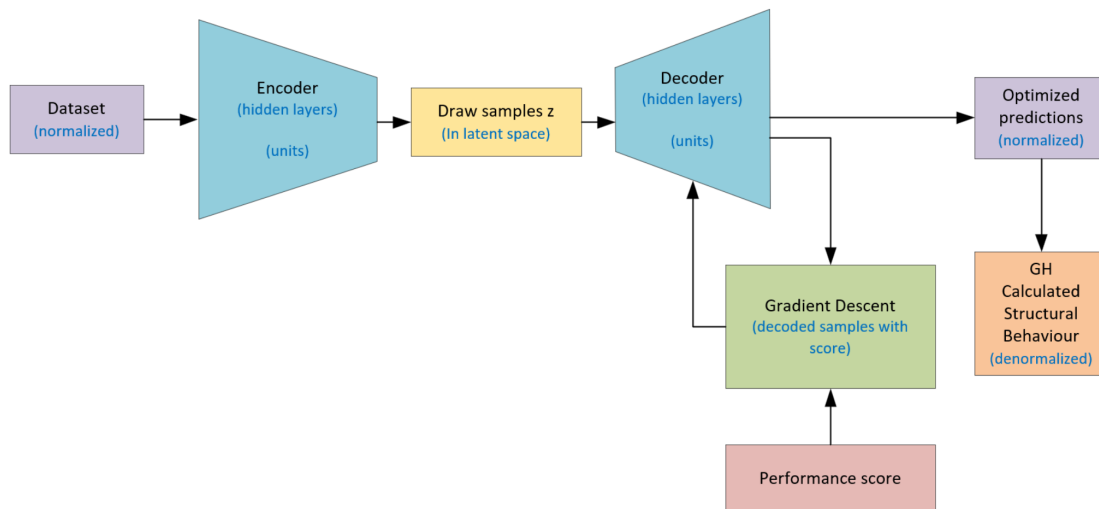 Dataset
(normalized)
Encoder
(hidden layers)
(units)
Draw samples z
(In latent space)
Decoder
(hidden layers)
(units)
Optimized
predictions
(normalized)
Gradient Descent
(decoded samples with
score)
GH
Calculated
Structural
Behaviour
(denormalized)
Performance score